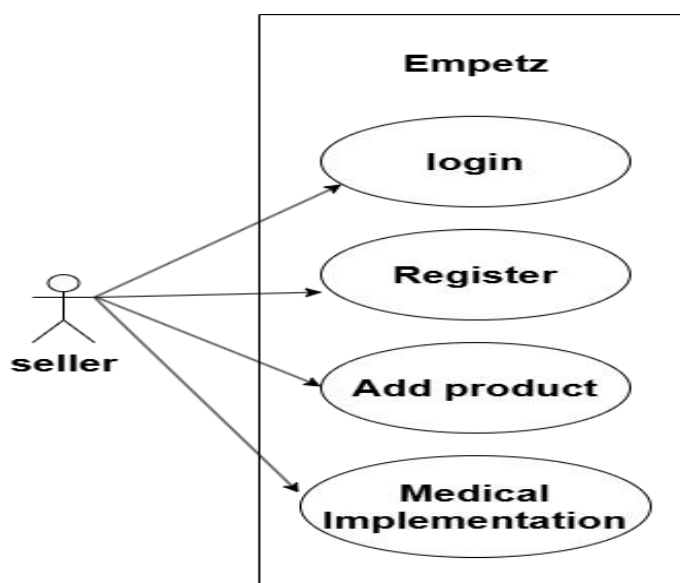 Empetz
login
Register
seller
Add product
Medical
Implementation